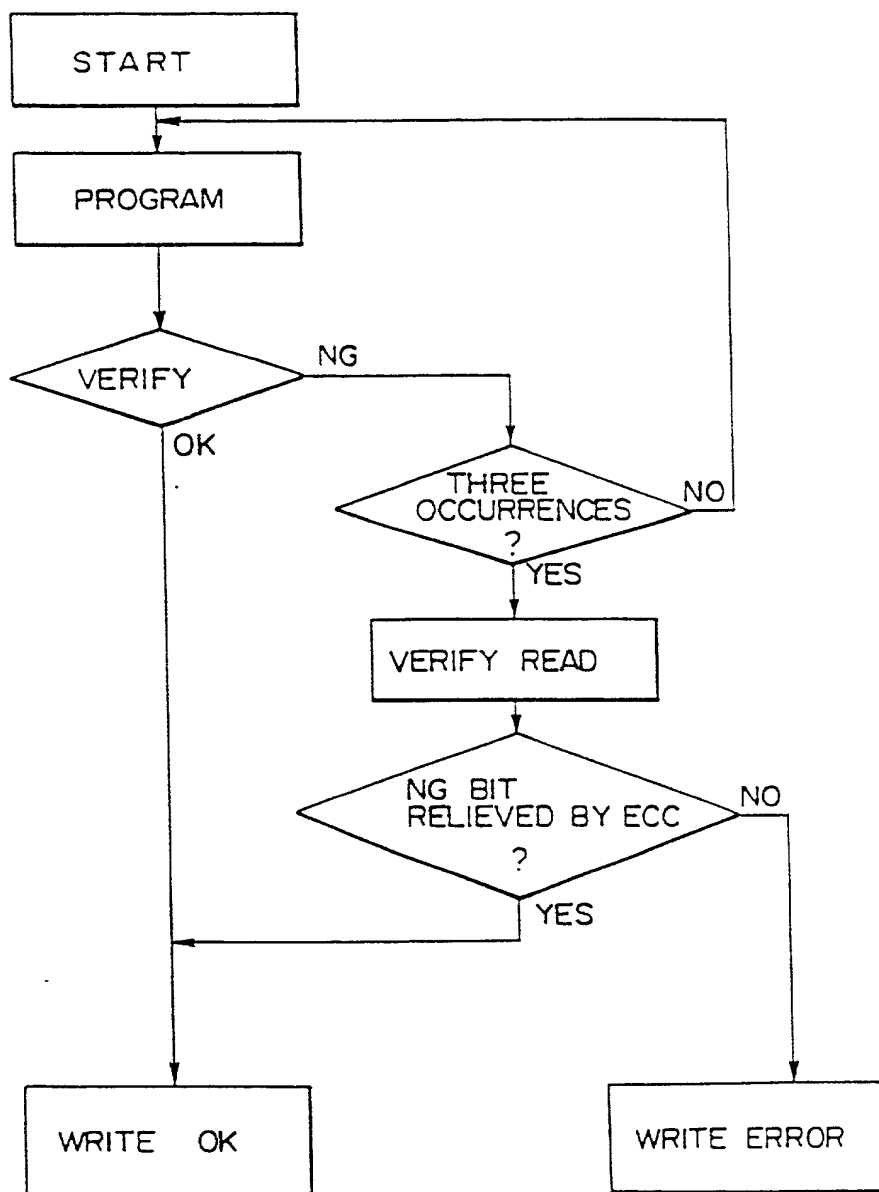 START
PROGRAM
VERIFY
NG
OK
THREE
OCCURRENCES
?
NO
YES
VERIFY READ
NG BIT
RELIEVED BY ECC
?
NO
YES
WRITE OK
WRITE ERROR